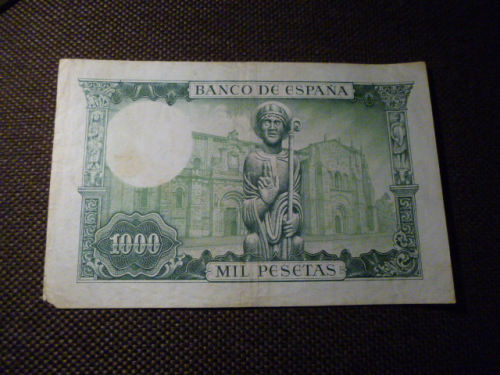 BANCO DE ESPAÑA
1000
MIL PESETAS